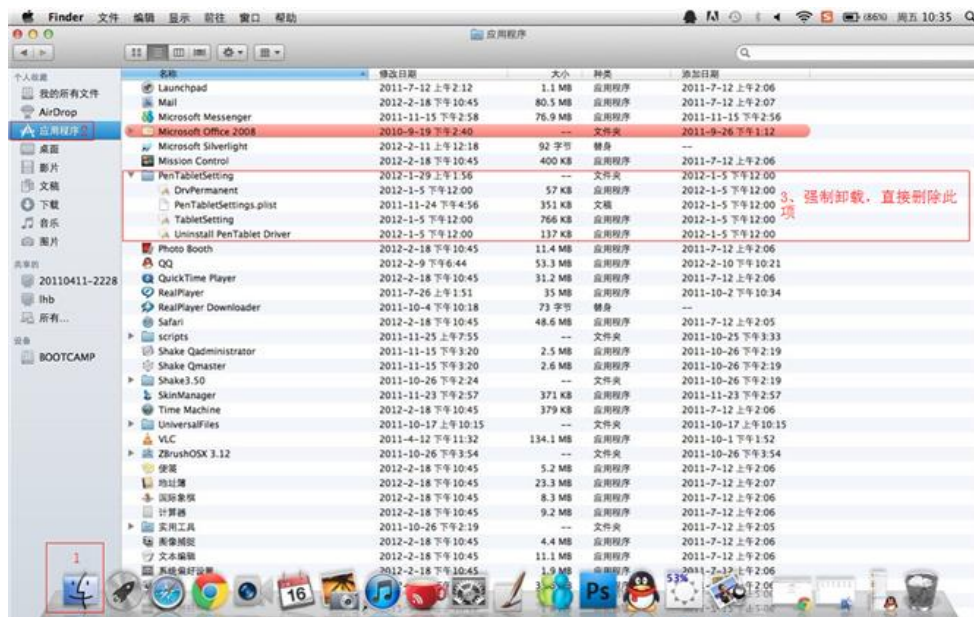 Finder 文件 编辑 显示 前往 窗口 帮助 (86%) 周五 10:35
应用程序
名称 修改日期 大小 种类 添加日期
个人收藏
我的所有文件
AirDrop
应用程序 2
桌面
影片
文稿
下载
音乐
图片
共享的
20110411-2228
lhb
所有...
设备
BOOTCAMP
Launchpad 2011-7-12 上午2:12 1.1 MB 应用程序 2011-7-12 上午2:06
Mail 2012-2-18 下午10:45 80.5 MB 应用程序 2011-7-12 上午2:07
Microsoft Messenger 2011-11-15 下午2:58 76.9 MB 应用程序 2011-11-15 下午2:56
Microsoft Office 2008 2010-9-19 下午2:40 -- 文件夹 2011-9-26 下午1:12
Microsoft Silverlight 2012-2-11 上午12:18 92 字节 替身 --
Mission Control 2012-2-18 下午10:45 400 KB 应用程序 2011-7-12 上午2:06
PenTabletSetting 2012-1-29 上午1:56 -- 文件夹 2012-1-5 下午12:00
DrvPermanent 2012-1-5 下午12:00 57 KB 应用程序 2012-1-5 下午12:00
PenTabletSettings.plist 2011-11-24 下午4:56 351 KB 文稿 2012-1-5 下午12:00
TabletSetting 2012-1-5 下午12:00 766 KB 应用程序 2012-1-5 下午12:00
Uninstall PenTablet Driver 2012-1-5 下午12:00 137 KB 应用程序 2012-1-5 下午12:00
3、强制卸载，直接删除此
项
Photo Booth 2012-2-18 下午10:45 11.4 MB 应用程序 2011-7-12 上午2:06
QQ 2012-2-9 下午6:44 53.3 MB 应用程序 2012-2-10 下午10:21
QuickTime Player 2012-2-18 下午10:45 31.2 MB 应用程序 2011-7-12 上午2:06
RealPlayer 2011-7-26 上午1:51 35 MB 应用程序 2011-10-2 下午10:34
RealPlayer Downloader 2011-10-4 下午10:18 73 字节 替身 --
Safari 2012-2-18 下午10:45 48.6 MB 应用程序 2011-7-12 上午2:05
scripts 2011-11-25 上午7:55 -- 文件夹 2011-10-25 下午3:33
Shake Qadministrator 2011-11-15 下午3:20 2.5 MB 应用程序 2011-10-26 下午2:19
Shake Qmaster 2011-11-15 下午3:20 2.6 MB 应用程序 2011-10-26 下午2:19
Shake3.50 2011-10-26 下午2:24 -- 文件夹 2011-10-26 下午2:19
SkinManager 2011-11-23 下午2:57 371 KB 应用程序 2011-11-23 下午2:57
Time Machine 2012-2-18 下午10:45 379 KB 应用程序 2011-7-12 上午2:06
UniversalFiles 2011-10-17 上午10:15 -- 文件夹 2011-10-17 上午10:15
VLC 2011-4-12 下午11:32 134.1 MB 应用程序 2011-10-1 下午1:52
ZBrushOSX 3.12 2011-10-26 下午3:54 -- 文件夹 2011-10-26 下午3:54
便笺 2012-2-18 下午10:45 5.2 MB 应用程序 2011-7-12 上午2:06
地址簿 2012-2-18 下午10:45 23.3 MB 应用程序 2011-7-12 上午2:07
国际象棋 2012-2-18 下午10:45 8.3 MB 应用程序 2011-7-12 上午2:06
计算器 2012-2-18 下午10:45 9.2 MB 应用程序 2011-7-12 上午2:06
实用工具 2011-10-26 下午2:19 -- 文件夹 2011-7-12 上午2:05
图像捕捉 2012-2-18 下午10:45 4.4 MB 应用程序 2011-7-12 上午2:06
文本编辑 2012-2-18 下午10:45 11.1 MB 应用程序 2011-7-12 上午2:06
系统偏好设置 2012-2-18 下午10:45 1.9 MB 应用程序 2011-7-12 上午2:06
1
16
Ps
53%